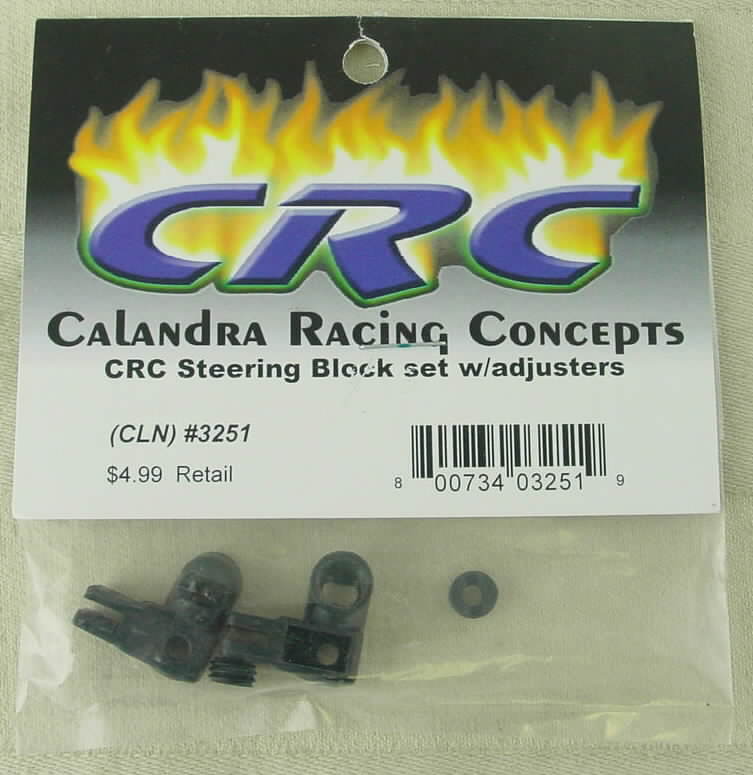 CRC
Calandra Racing Concepts
CRC Steering Block set w/adjusters
(CLN) #3251
$4.99 Retail
8 00734 03251 9